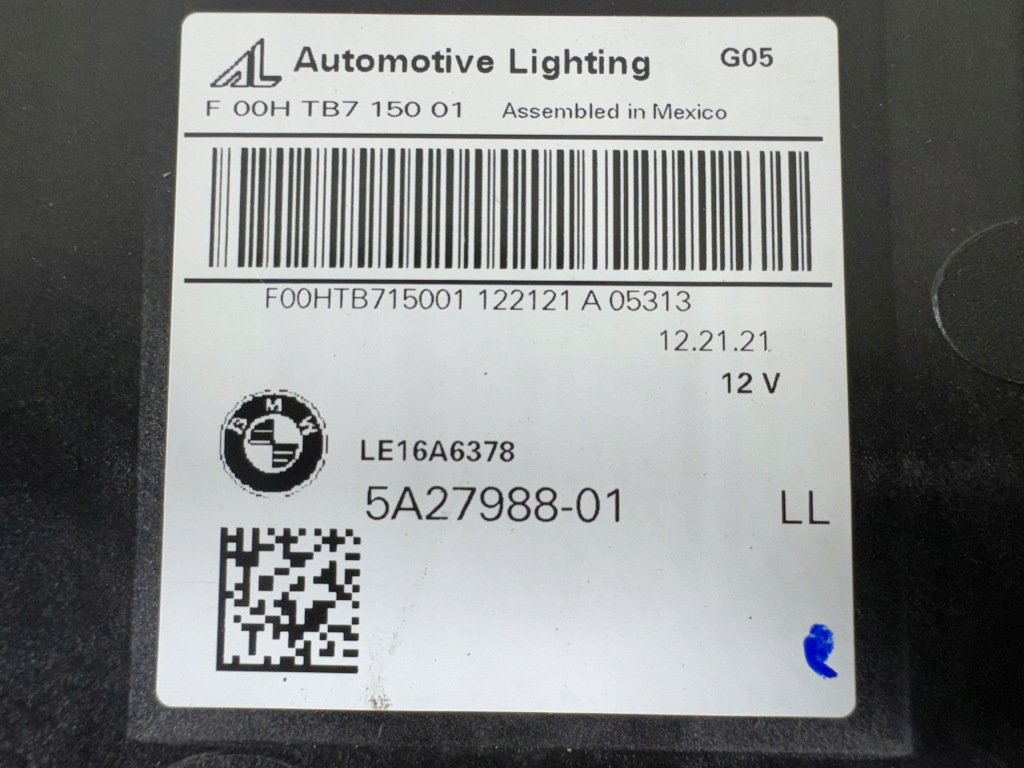 AL Automotive Lighting G05
F 00H TB7 150 01 Assembled in Mexico
F00HTB715001 122121 A 05313
12.21.21
12 V
BMW
LE16A6378
5A27988-01 LL